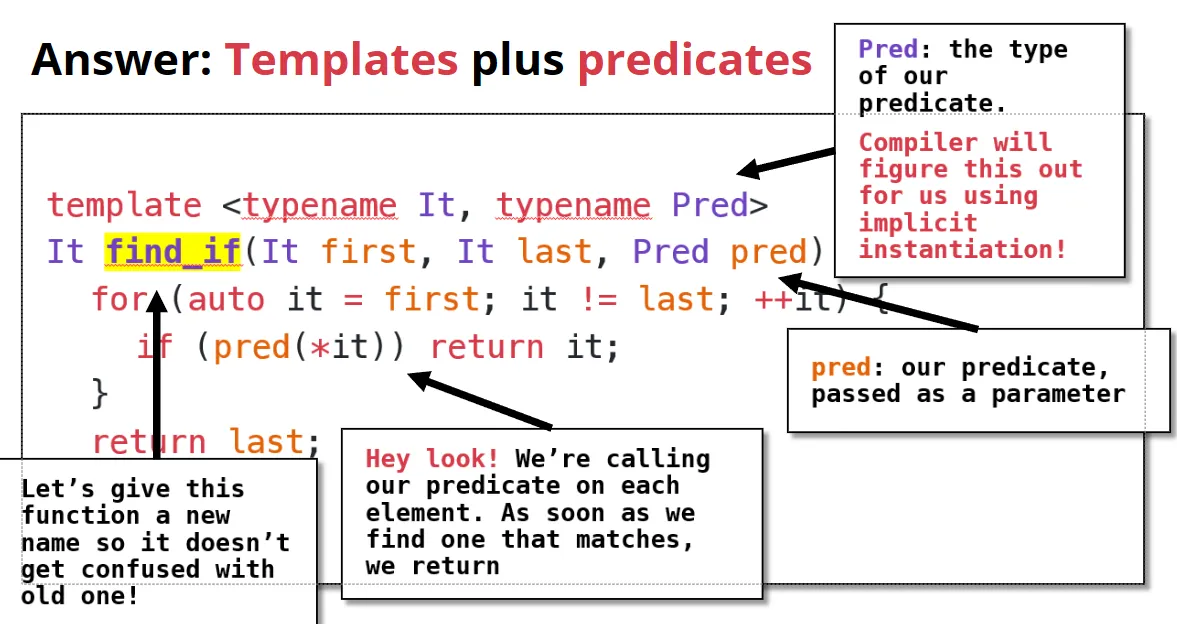 Answer: Templates plus predicates
Pred: the type
of our
predicate.
Compiler will
figure this out
for us using
implicit
instantiation!
template <typename It, typename Pred>
It find_if(It first, It last, Pred pred)
for (auto it = first; it != last; ++it) {
if (pred(*it)) return it;
}
return last;
pred: our predicate,
passed as a parameter
Hey look! We’re calling
our predicate on each
element. As soon as we
find one that matches,
we return
Let’s give this
function a new
name so it doesn’t
get confused with
old one!